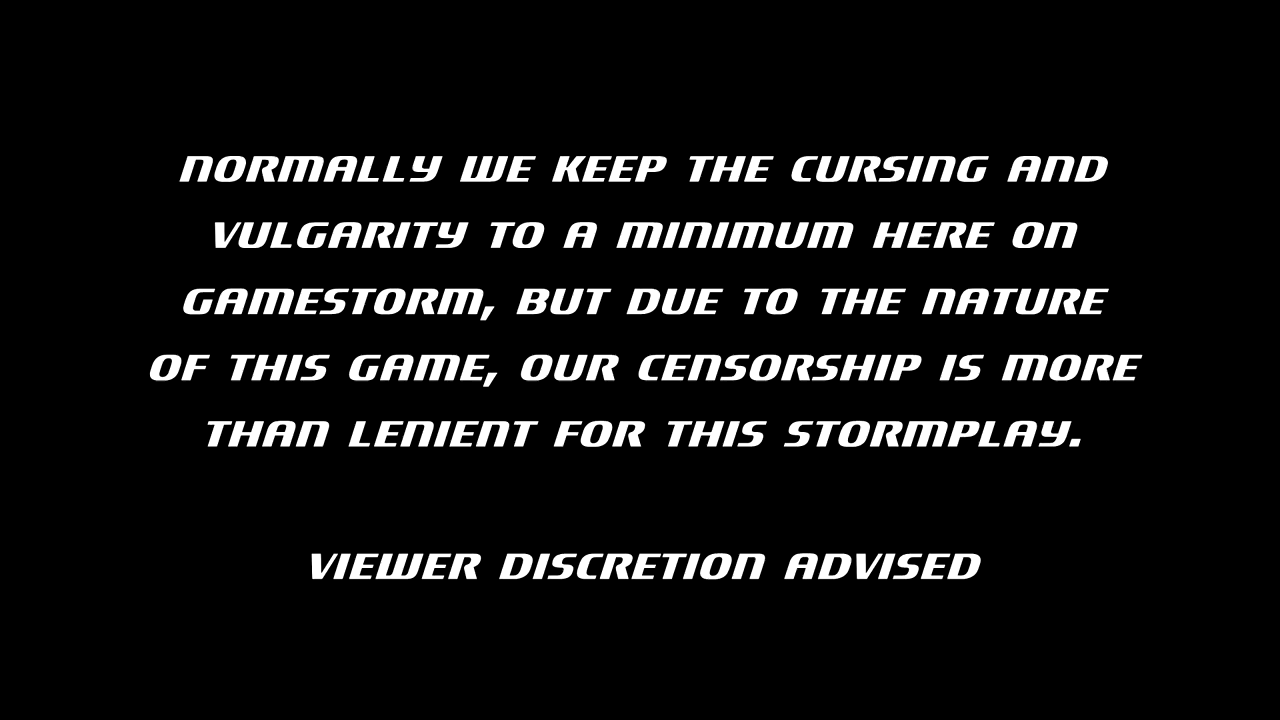 NORMALLY WE KEEP THE CURSING AND
VULGARITY TO A MINIMUM HERE ON
GAMESTORM, BUT DUE TO THE NATURE
OF THIS GAME, OUR CENSORSHIP IS MORE
THAN LENIENT FOR THIS STORMPLAY.
VIEWER DISCRETION ADVISED